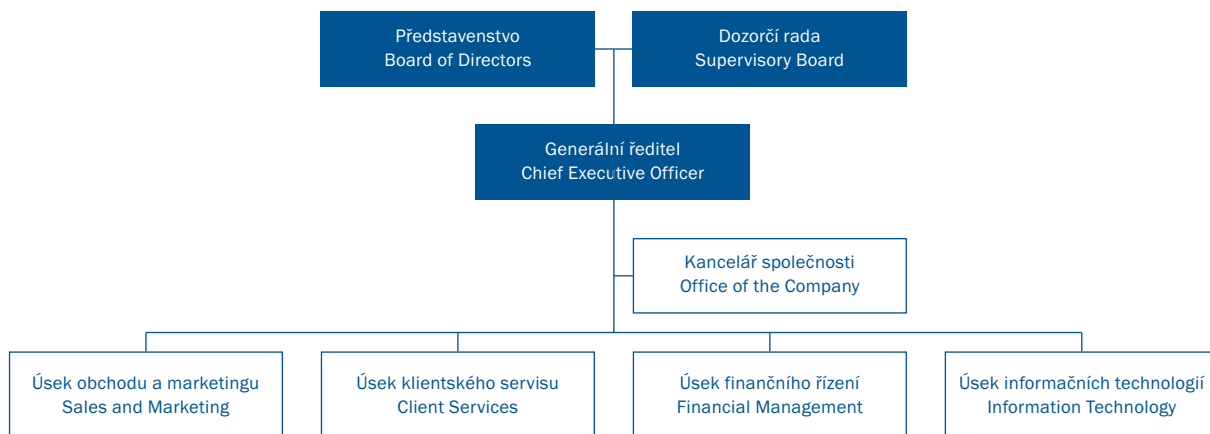 Představenstvo
Board of Directors
Dozorčí rada
Supervisory Board
Generální ředitel
Chief Executive Officer
Kancelář společnosti
Office of the Company
Úsek obchodu a marketingu
Sales and Marketing
Úsek klientského servisu
Client Services
Úsek finančního řízení
Financial Management
Úsek informačních technologií
Information Technology